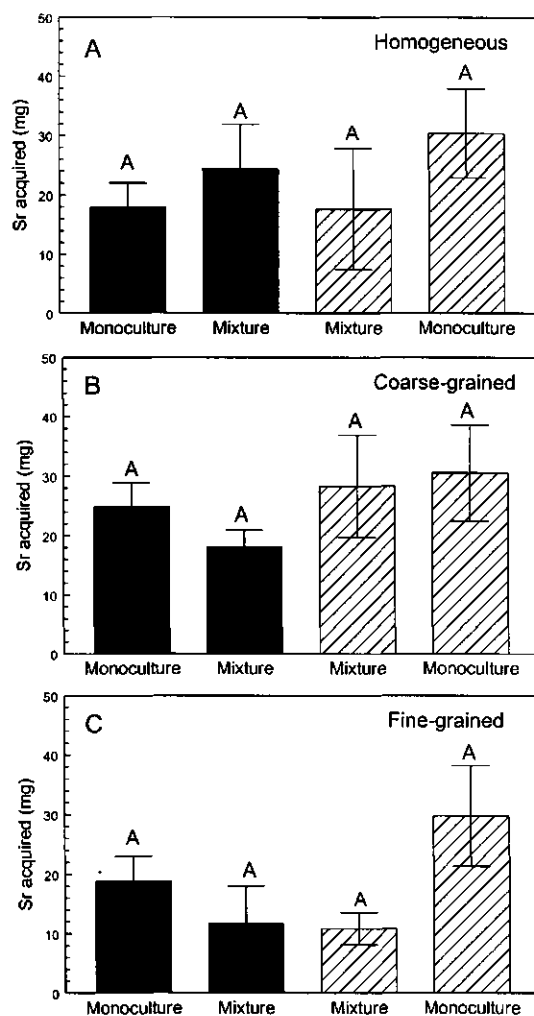 50
A
Homogeneous
A
40
A
A
A
30
Sr acquired (mg)
20
10
0
Monoculture Mixture Mixture Monoculture
50
B
Coarse-grained
40
A
A
A
30
A
Sr acquired (mg)
20
10
0
Monoculture Mixture Mixture Monoculture
50
C
Fine-grained
A
40
30
A
A
A
Sr acquired (mg)
20
10
0
Monoculture Mixture Mixture Monoculture